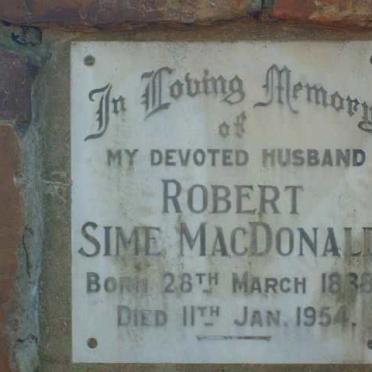 In Loving Memory
of
MY DEVOTED HUSBAND
ROBERT
SIME MACDONALD
BORN 28TH MARCH
DIED 11TH JAN. 1954.